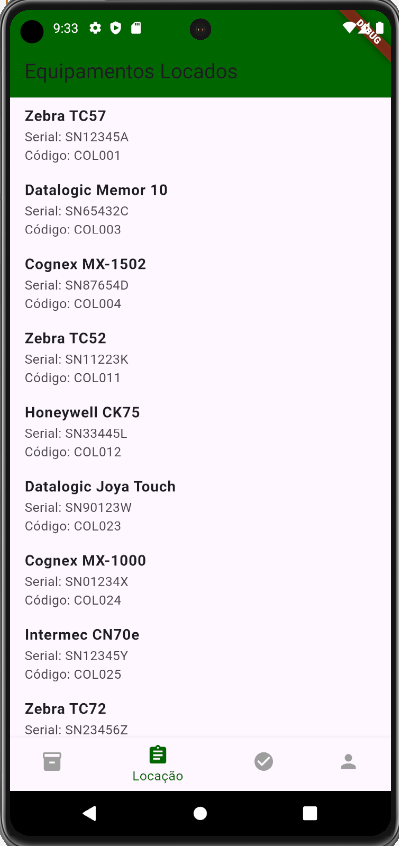 9:33
DEBUG
Equipamentos Locados
Zebra TC57
Serial: SN12345A
Código: COL001
Datalogic Memor 10
Serial: SN65432C
Código: COL003
Cognex MX-1502
Serial: SN87654D
Código: COL004
Zebra TC52
Serial: SN11223K
Código: COL011
Honeywell CK75
Serial: SN33445L
Código: COL012
Datalogic Joya Touch
Serial: SN90123W
Código: COL023
Cognex MX-1000
Serial: SN01234X
Código: COL024
Intermec CN70e
Serial: SN12345Y
Código: COL025
Zebra TC72
Serial: SN23456Z
Locação